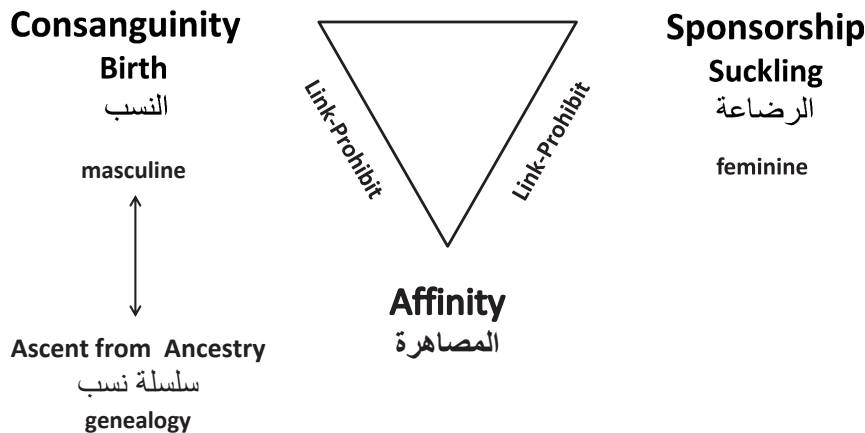 Consanguinity
Birth
النسب
masculine
Ascent from Ancestry
سلسلة نسب
genealogy
Link-Prohibit
Link-Prohibit
Affinity
المصاهرة
Sponsorship
Suckling
الرضاعة
feminine